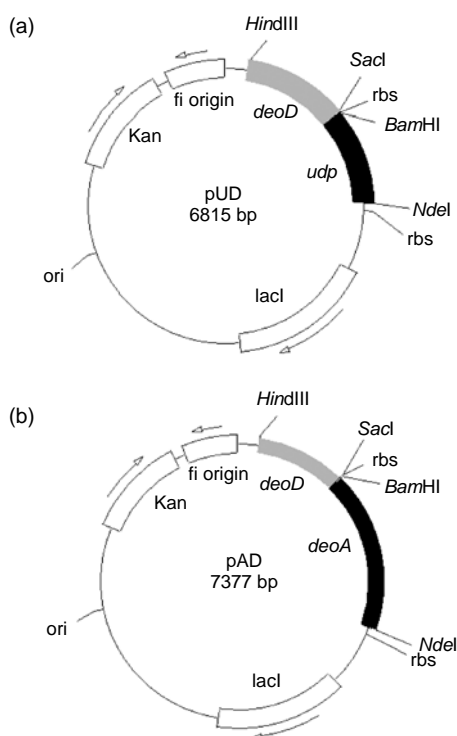 (a)
HindIII
SacI
rbs
BamHI
fi origin
deoD
Kan
udp
pUD
6815 bp
NdeI
rbs
ori
lacI
(b)
HindIII
SacI
rbs
BamHI
fi origin
deoD
Kan
deoA
pAD
7377 bp
ori
NdeI
rbs
lacI